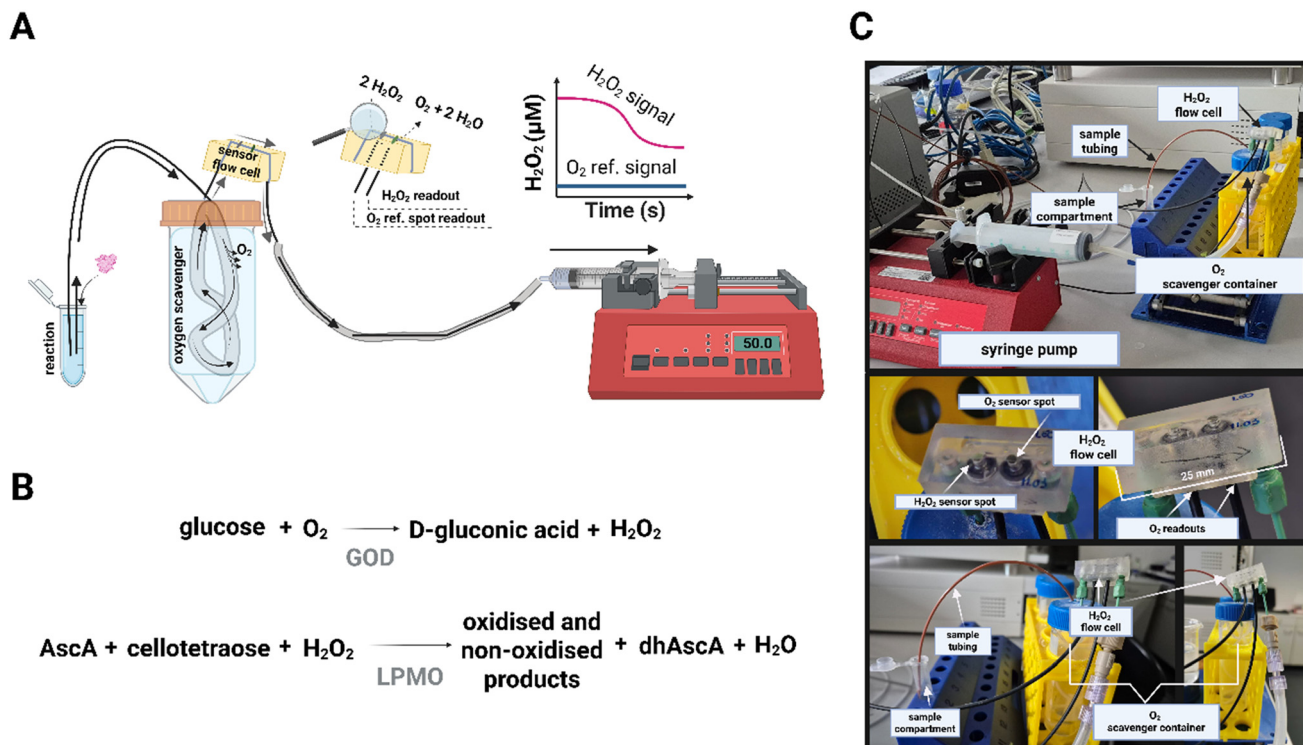 A
2 H₂O₂
O₂ + 2 H₂O
sensor
flow cell
H₂O₂ readout
O₂ ref. spot readout
H₂O₂ (µM)
H₂O₂ signal
O₂ ref. signal
Time (s)
O₂
oxygen scavenger
reaction
50.0
B
glucose + O₂ → D-gluconic acid + H₂O₂
GOD
AscA + cellotetraose + H₂O₂ → oxidised and
non-oxidised
products + dhAscA + H₂O
LPMO
C
H₂O₂
flow cell
sample
tubing
sample
compartment
O₂
scavenger container
syringe pump
O₂ sensor spot
H₂O₂
flow cell
H₂O₂ sensor spot
11.03
25 mm
O₂ readouts
sample
tubing
H₂O₂
flow cell
sample
compartment
O₂
scavenger container